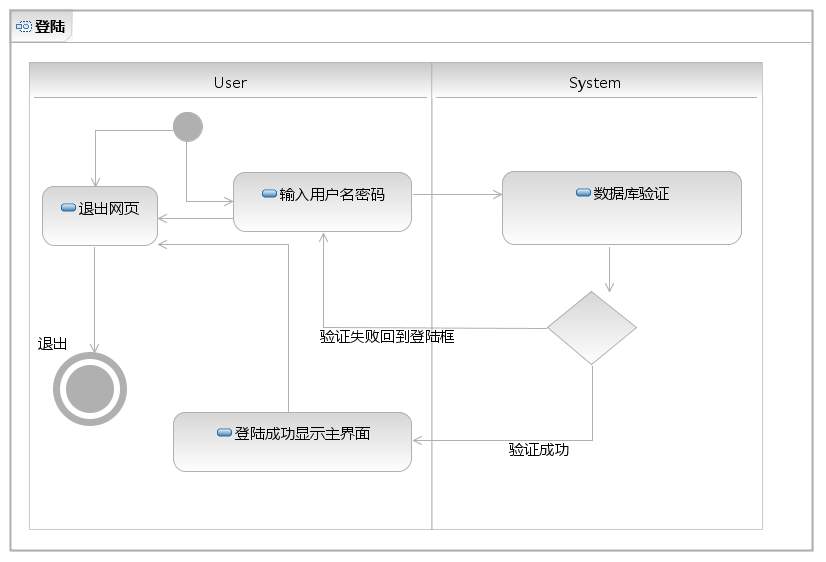 登陆
User
System
输入用户名密码
数据库验证
退出网页
验证失败回到登陆框
退出
登陆成功显示主界面
验证成功